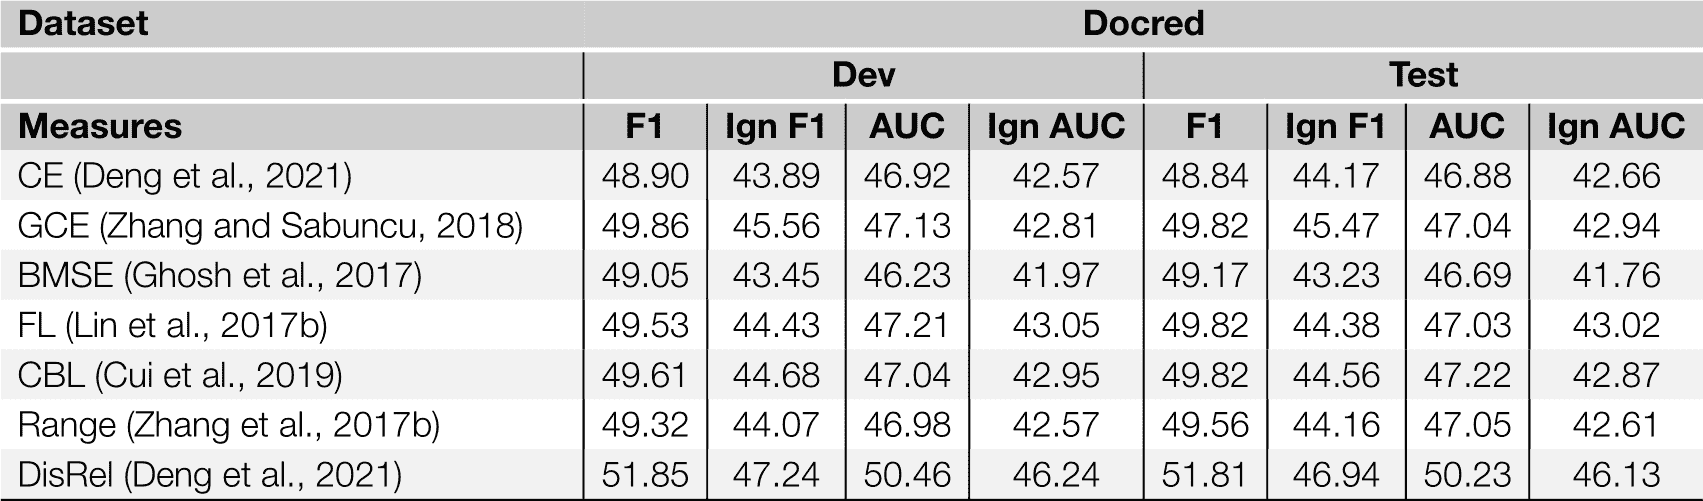 Dataset Docred
Dev Test
Measures F1 Ign F1 AUC Ign AUC F1 Ign F1 AUC Ign AUC
CE (Deng et al., 2021) 48.90 43.89 46.92 42.57 48.84 44.17 46.88 42.66
GCE (Zhang and Sabuncu, 2018) 49.86 45.56 47.13 42.81 49.82 45.47 47.04 42.94
BMSE (Ghosh et al., 2017) 49.05 43.45 46.23 41.97 49.17 43.23 46.69 41.76
FL (Lin et al., 2017b) 49.53 44.43 47.21 43.05 49.82 44.38 47.03 43.02
CBL (Cui et al., 2019) 49.61 44.68 47.04 42.95 49.82 44.56 47.22 42.87
Range (Zhang et al., 2017b) 49.32 44.07 46.98 42.57 49.56 44.16 47.05 42.61
DisRel (Deng et al., 2021) 51.85 47.24 50.46 46.24 51.81 46.94 50.23 46.13